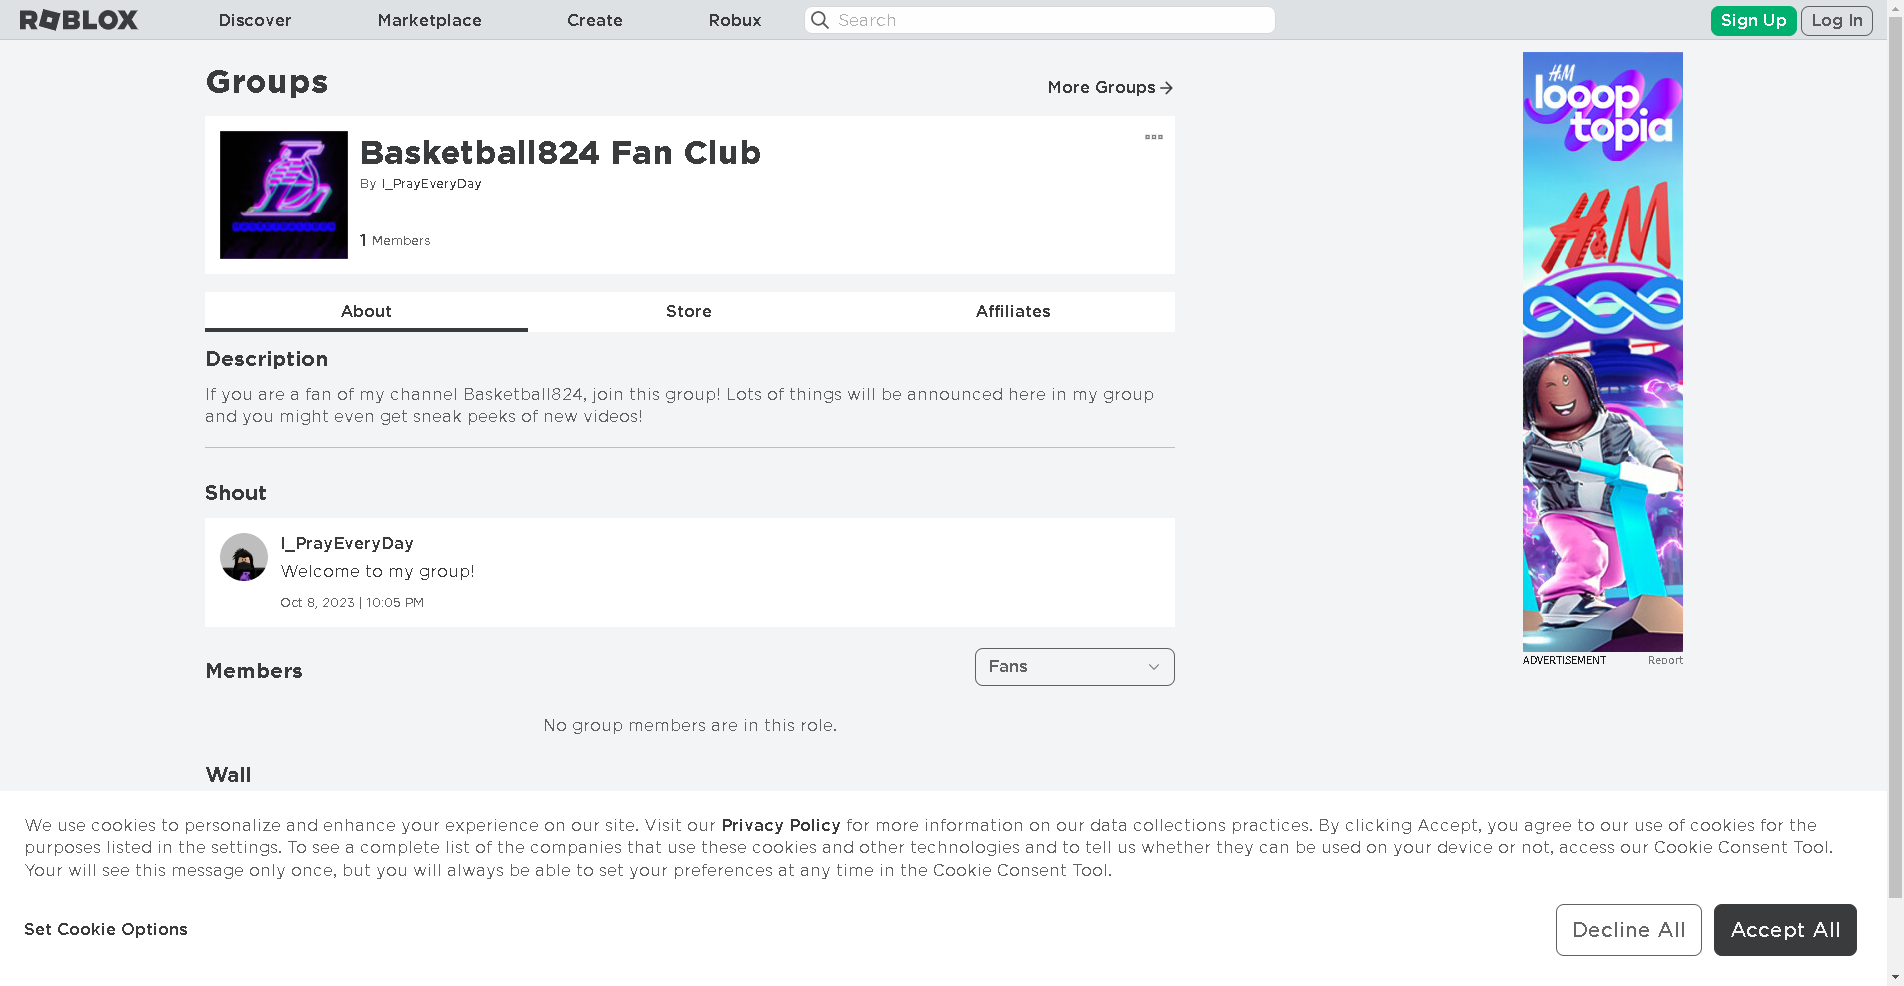 ROBLOX Discover Marketplace Create Robux Search Sign Up Log In
Groups
More Groups
Basketball824 Fan Club
By I_PrayEveryDay
1 Members
About Store Affiliates
Description
If you are a fan of my channel Basketball824, join this group! Lots of things will be announced here in my group
and you might even get sneak peeks of new videos!
Shout
I_PrayEveryDay
Welcome to my group!
Oct 8, 2023 | 10:05 PM
Members
Fans
No group members are in this role.
Wall
H&M
looop
topia
H&M
ADVERTISEMENT Report
We use cookies to personalize and enhance your experience on our site. Visit our Privacy Policy for more information on our data collections practices. By clicking Accept, you agree to our use of cookies for the
purposes listed in the settings. To see a complete list of the companies that use these cookies and other technologies and to tell us whether they can be used on your device or not, access our Cookie Consent Tool.
Your will see this message only once, but you will always be able to set your preferences at any time in the Cookie Consent Tool.
Set Cookie Options
Decline All Accept All